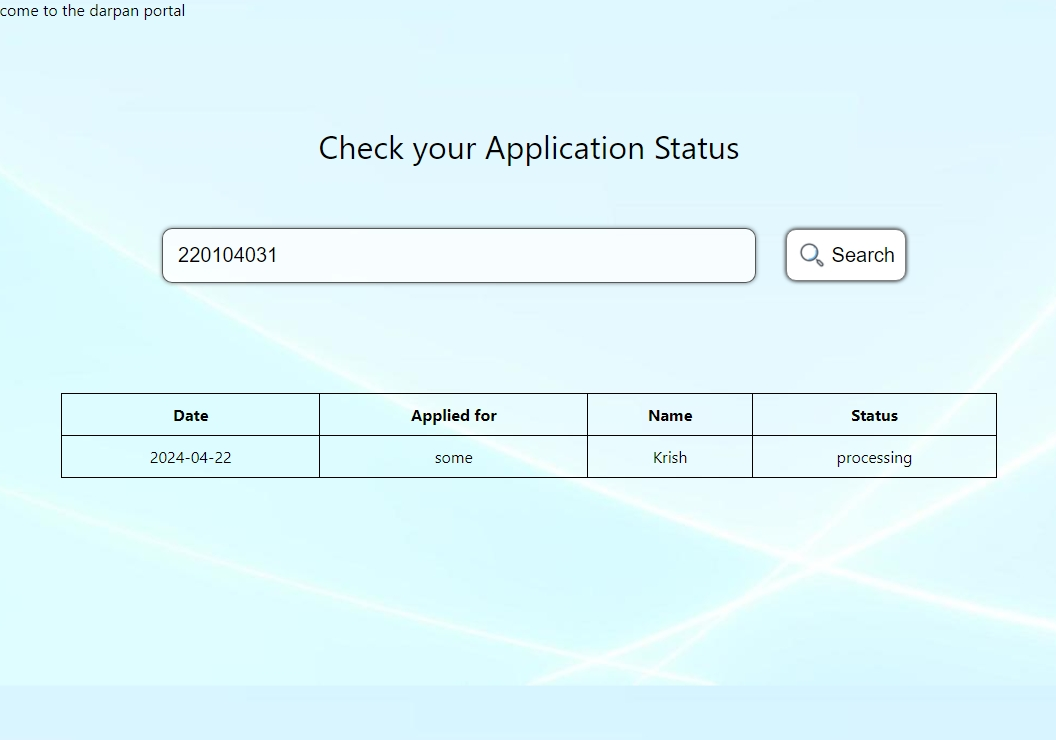 come to the darpan portal
Check your Application Status
220104031
Search
Date Applied for Name Status
2024-04-22 some Krish processing